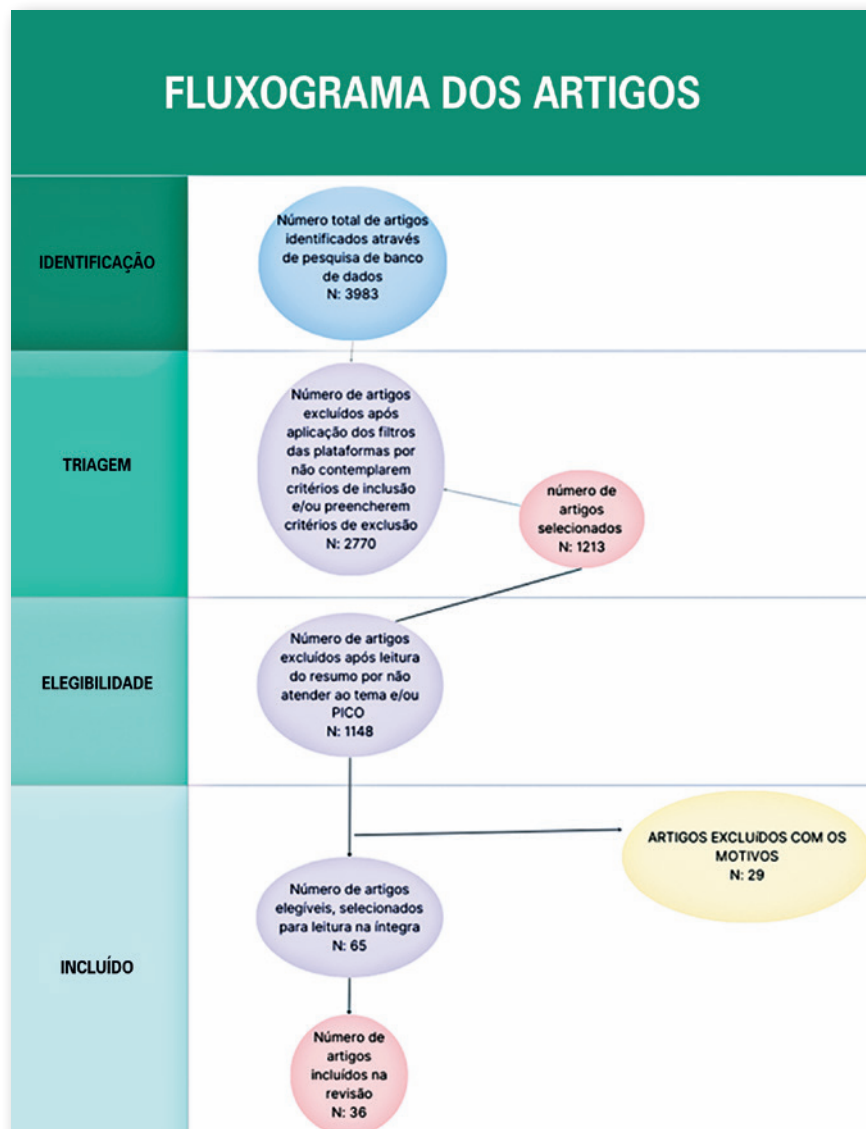 FLUXOGRAMA DOS ARTIGOS
IDENTIFICAÇÃO
Número total de artigos
identificados através
de pesquisa de banco
de dados
N: 3983
TRIAGEM
Número de artigos
excluídos após
aplicação dos filtros
das plataformas por
não contemplarem
critérios de inclusão
e/ou preencherem
critérios de exclusão
N: 2770
número de
artigos
selecionados
N: 1213
ELEGIBILIDADE
Número de artigos
excluídos após leitura
do resumo por não
atender ao tema e/ou
PICO
N: 1148
ARTIGOS EXCLUíDOS COM OS
MOTIVOS
N: 29
INCLUÍDO
Número de artigos
elegíveis, selecionados
para leitura na íntegra
N: 65
Número de
artigos
incluídos na
revisão
N: 36